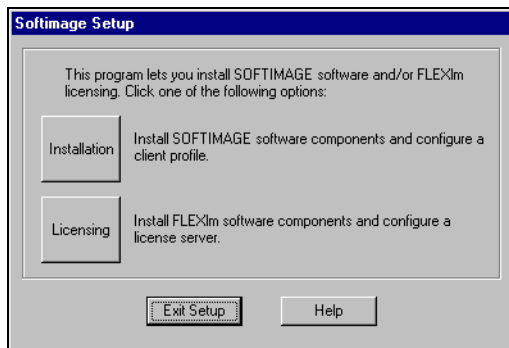 Softimage Setup
This program lets you install SOFTIMAGE software and/or FLEXlm
licensing. Click one of the following options:
Installation
Install SOFTIMAGE software components and configure a
client profile.
Licensing
Install FLEXlm software components and configure a
license server.
Exit Setup
Help